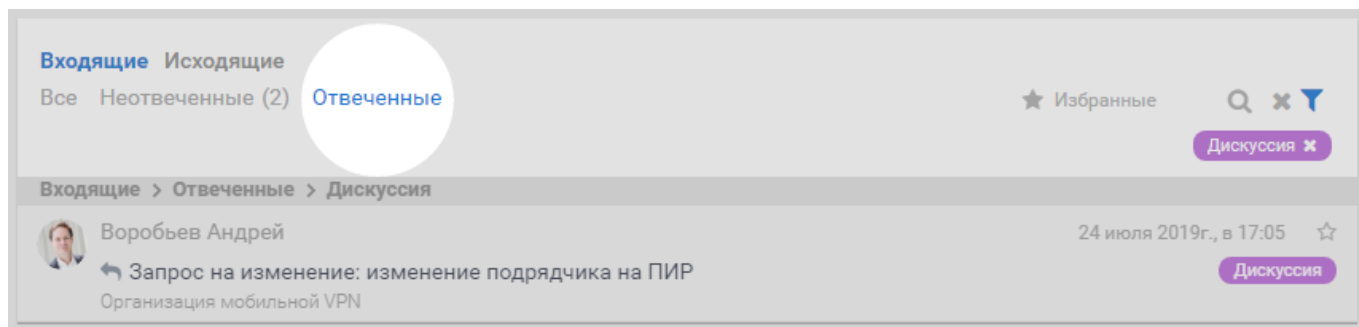 Входящие Исходящие
Все Неотвеченные (2) Отвеченные Избранные
Дискуссия
Входящие > Отвеченные > Дискуссия
Воробьев Андрей 24 июля 2019г., в 17:05
Запрос на изменение: изменение подрядчика на ПИР Дискуссия
Организация мобильной VPN